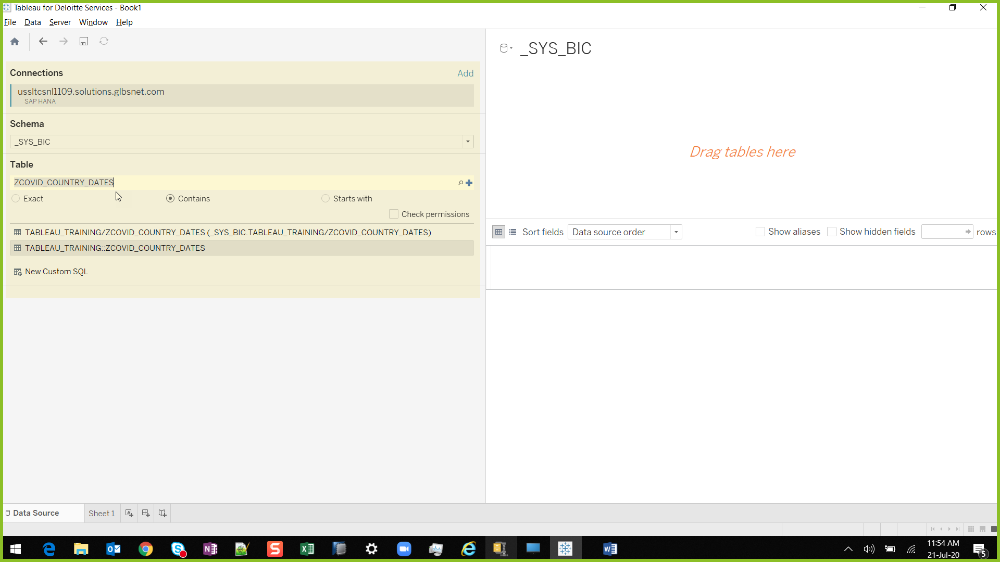 Tableau for Deloitte Services - Book1
File Data Server Window Help
Connections
Add
ussltcsnl1109.solutions.glbsnet.com
SAP HANA
Schema
_SYS_BIC
Table
ZCOVID_COUNTRY_DATES
Exact
Contains
Starts with
Check permissions
TABLEAU_TRAINING/ZCOVID_COUNTRY_DATES (_SYS_BIC.TABLEAU_TRAINING/ZCOVID_COUNTRY_DATES)
TABLEAU_TRAINING::ZCOVID_COUNTRY_DATES
New Custom SQL
_SYS_BIC
Drag tables here
Sort fields
Data source order
Show aliases
Show hidden fields
rows
Data Source
Sheet 1
11:54 AM
21-Jul-20
5